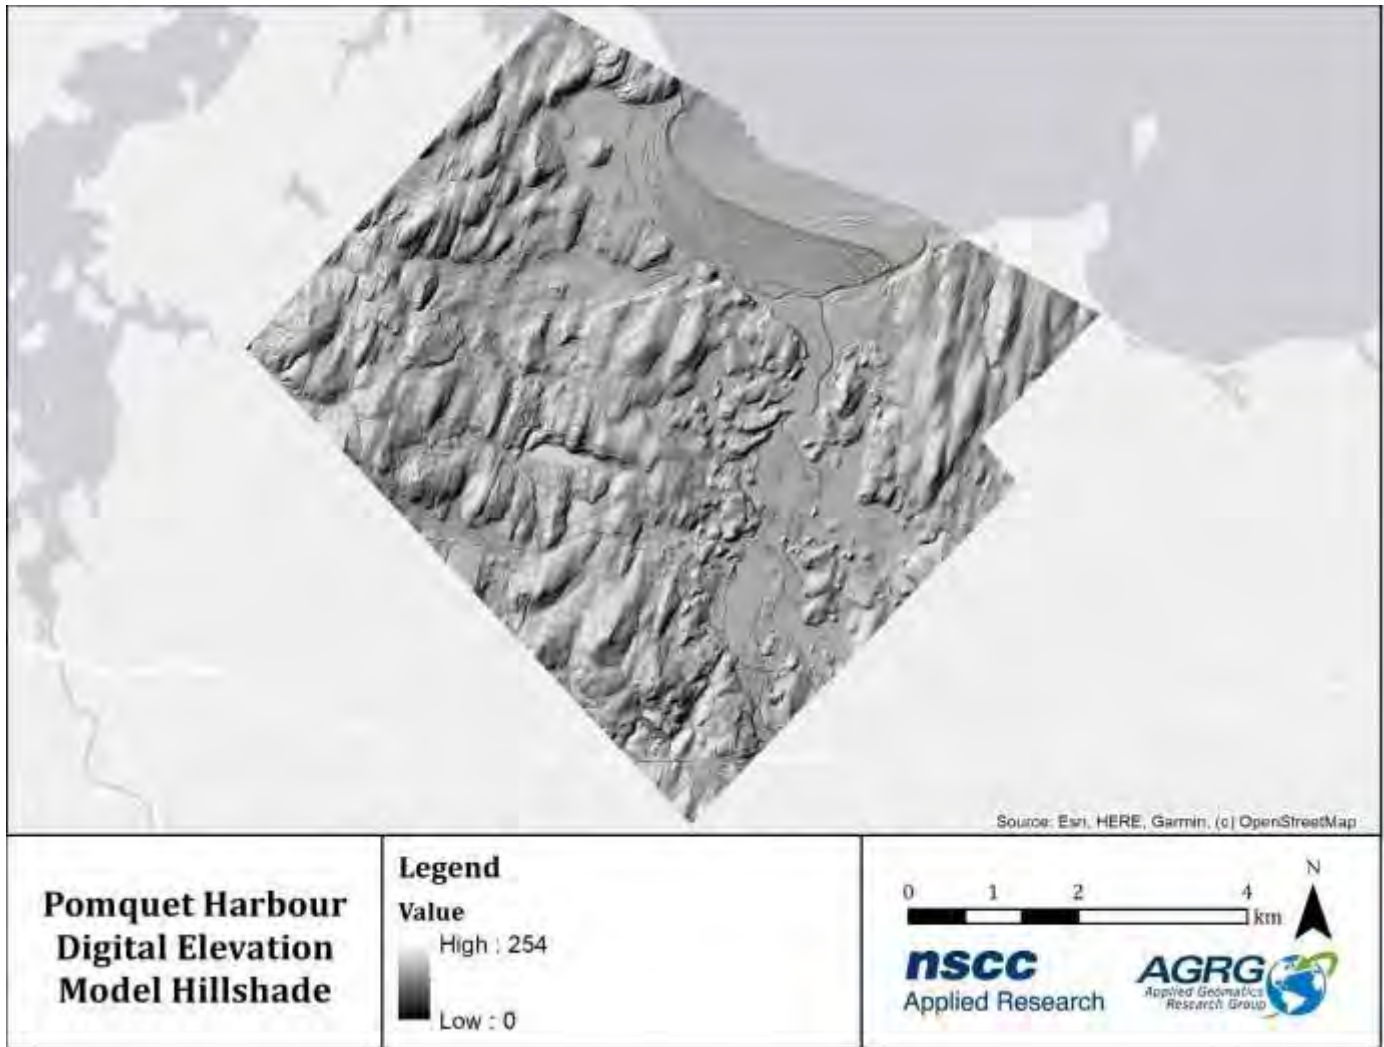 Source: Esri, HERE, Garmin, (c) OpenStreetMap
Pomquet Harbour
Digital Elevation
Model Hillshade
Legend
Value
High : 254
Low : 0
0 1 2 4
km
N
nscc
Applied Research
AGRG
Applied Geomatics
Research Group